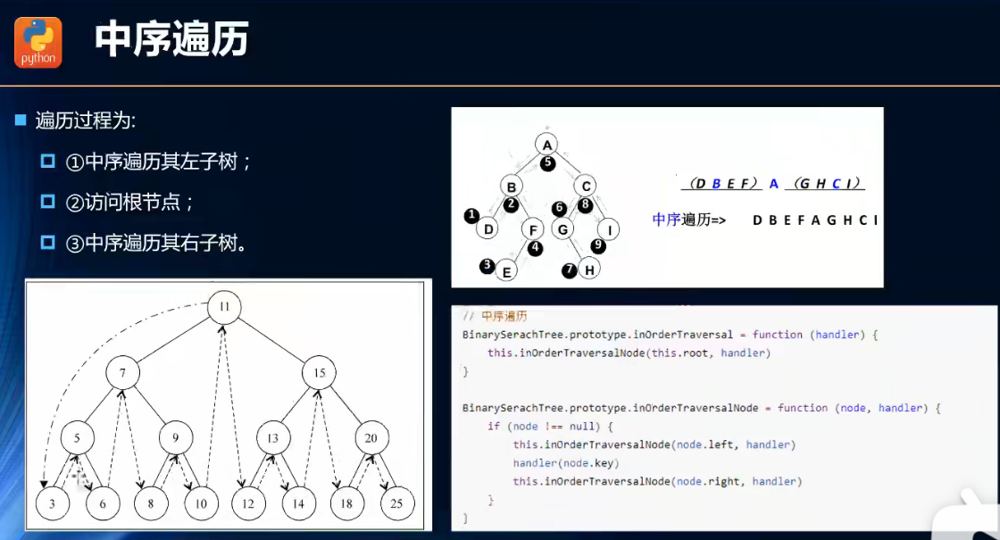 python
中序遍历
遍历过程为:
①中序遍历其左子树；
②访问根节点；
③中序遍历其右子树。
A
5
B
C
2
6
8
1
D
F
G
I
4
9
3
E
7
H
（D B E F） A （G H C I）
中序遍历=> D B E F A G H C I
11
7
15
5
9
13
20
3
6
8
10
12
14
18
25
// 中序遍历
BinarySerachTree.prototype.inOrderTraversal = function (handler) {
this.inOrderTraversalNode(this.root, handler)
}
BinarySerachTree.prototype.inOrderTraversalNode = function (node, handler) {
if (node !== null) {
this.inOrderTraversalNode(node.left, handler)
handler(node.key)
this.inOrderTraversalNode(node.right, handler)
}
}